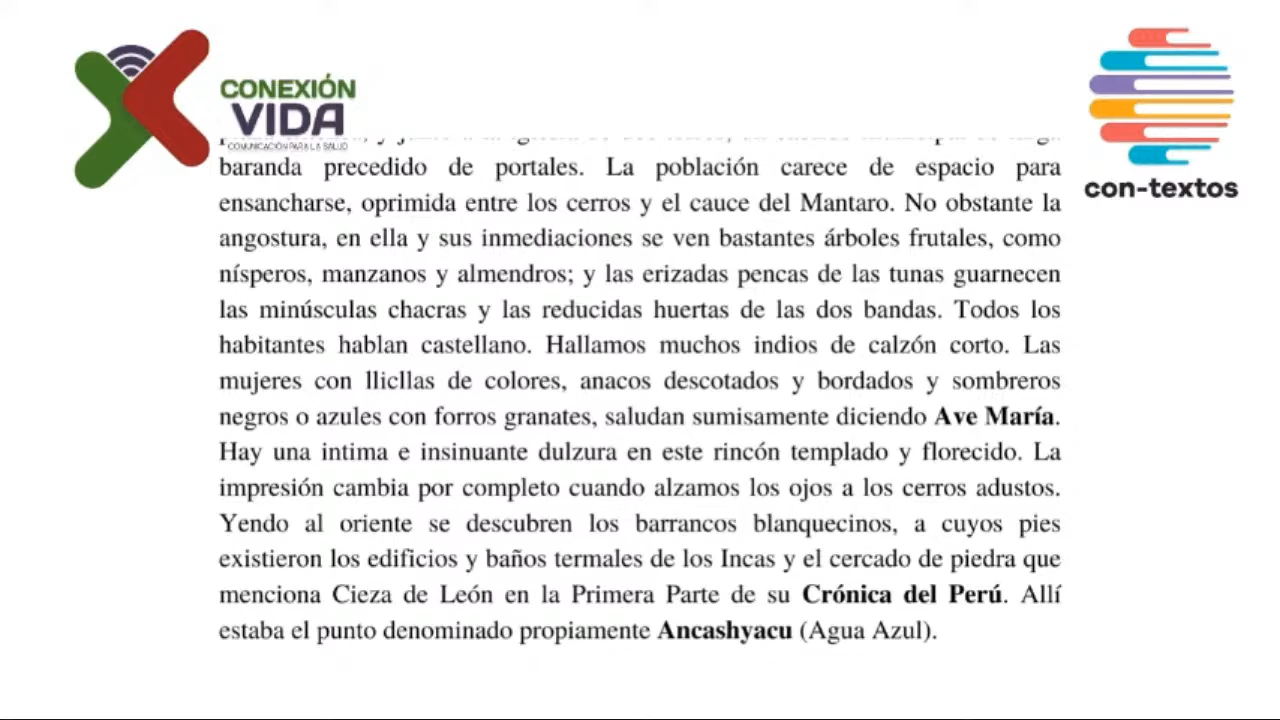 CONEXIÓN
VIDA
COMUNICACIÓN PARA LA SALUD
con-textos
baranda precedido de portales. La población carece de espacio para
ensancharse, oprimida entre los cerros y el cauce del Mantaro. No obstante la
angostura, en ella y sus inmediaciones se ven bastantes árboles frutales, como
nísperos, manzanos y almendros; y las erizadas pencas de las tunas guarnecen
las minúsculas chacras y las reducidas huertas de las dos bandas. Todos los
habitantes hablan castellano. Hallamos muchos indios de calzón corto. Las
mujeres con llicllas de colores, anacos descotados y bordados y sombreros
negros o azules con forros granates, saludan sumisamente diciendo Ave María.
Hay una intima e insinuante dulzura en este rincón templado y florecido. La
impresión cambia por completo cuando alzamos los ojos a los cerros adustos.
Yendo al oriente se descubren los barrancos blanquecinos, a cuyos pies
existieron los edificios y baños termales de los Incas y el cercado de piedra que
menciona Cieza de León en la Primera Parte de su Crónica del Perú. Allí
estaba el punto denominado propiamente Ancashyacu (Agua Azul).